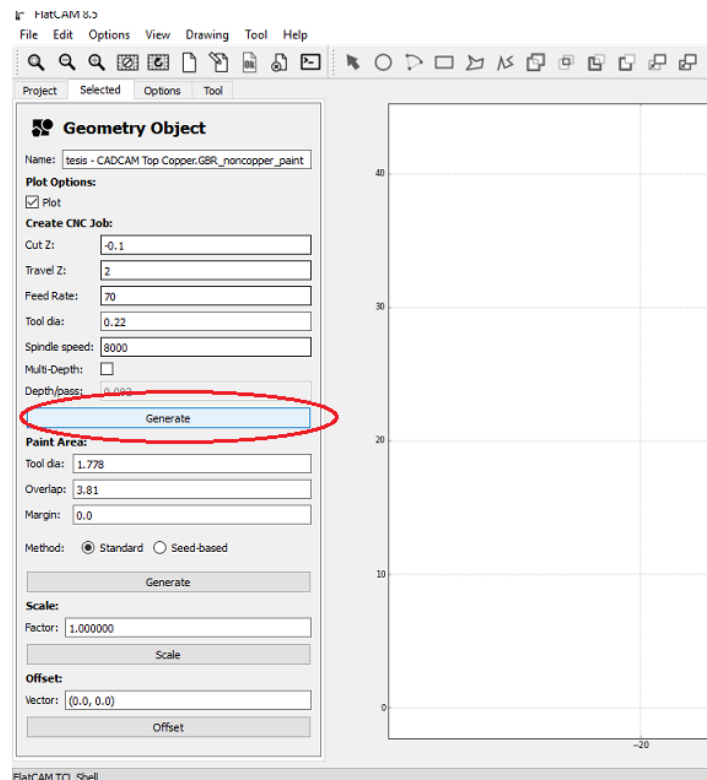 FlatCAM 8.5
File Edit Options View Drawing Tool Help
Project Selected Options Tool
Geometry Object
Name: tesis - CADCAM Top Copper.GBR_noncopper_paint
Plot Options:
Plot
Create CNC Job:
Cut Z: -0.1
Travel Z: 2
Feed Rate: 70
Tool dia: 0.22
Spindle speed: 8000
Multi-Depth:
Depth/pass:
Generate
Paint Area:
Tool dia: 1.778
Overlap: 3.81
Margin: 0.0
Method: Standard Seed-based
Generate
Scale:
Factor: 1.000000
Scale
Offset:
Vector: (0.0, 0.0)
Offset
40
30
20
10
0
−20
FlatCAM TCL Shell